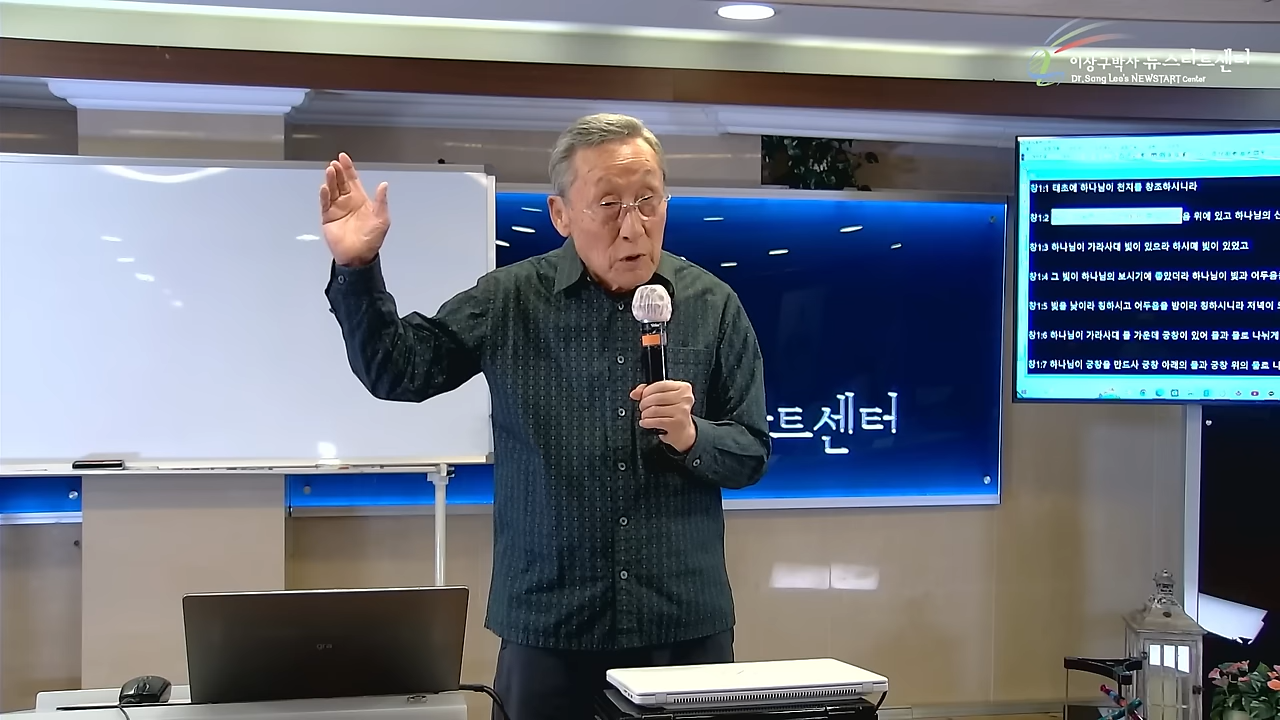 이상구박사 뉴스타트센터
Dr. Sang Lee's NEWSTART Center
창1:1 태초에 하나님이 천지를 창조하시니라
창1:2 위에 있고 하나님의
창1:3 하나님이 가라사대 빛이 있으라 하시매 빛이 있었고
창1:4 그 빛이 하나님의 보시기에 좋았더라 하나님이 빛과 어두움을
창1:5 빛을 낮이라 칭하시고 어두움을 밤이라 칭하시니라 저녁이
창1:6 하나님이 가라사대 물 가운데 궁창이 있어 물과 물로 나뉘게
창1:7 하나님이 궁창을 만드사 궁창 아래의 물과 궁창 위의 물로
트센터
gram